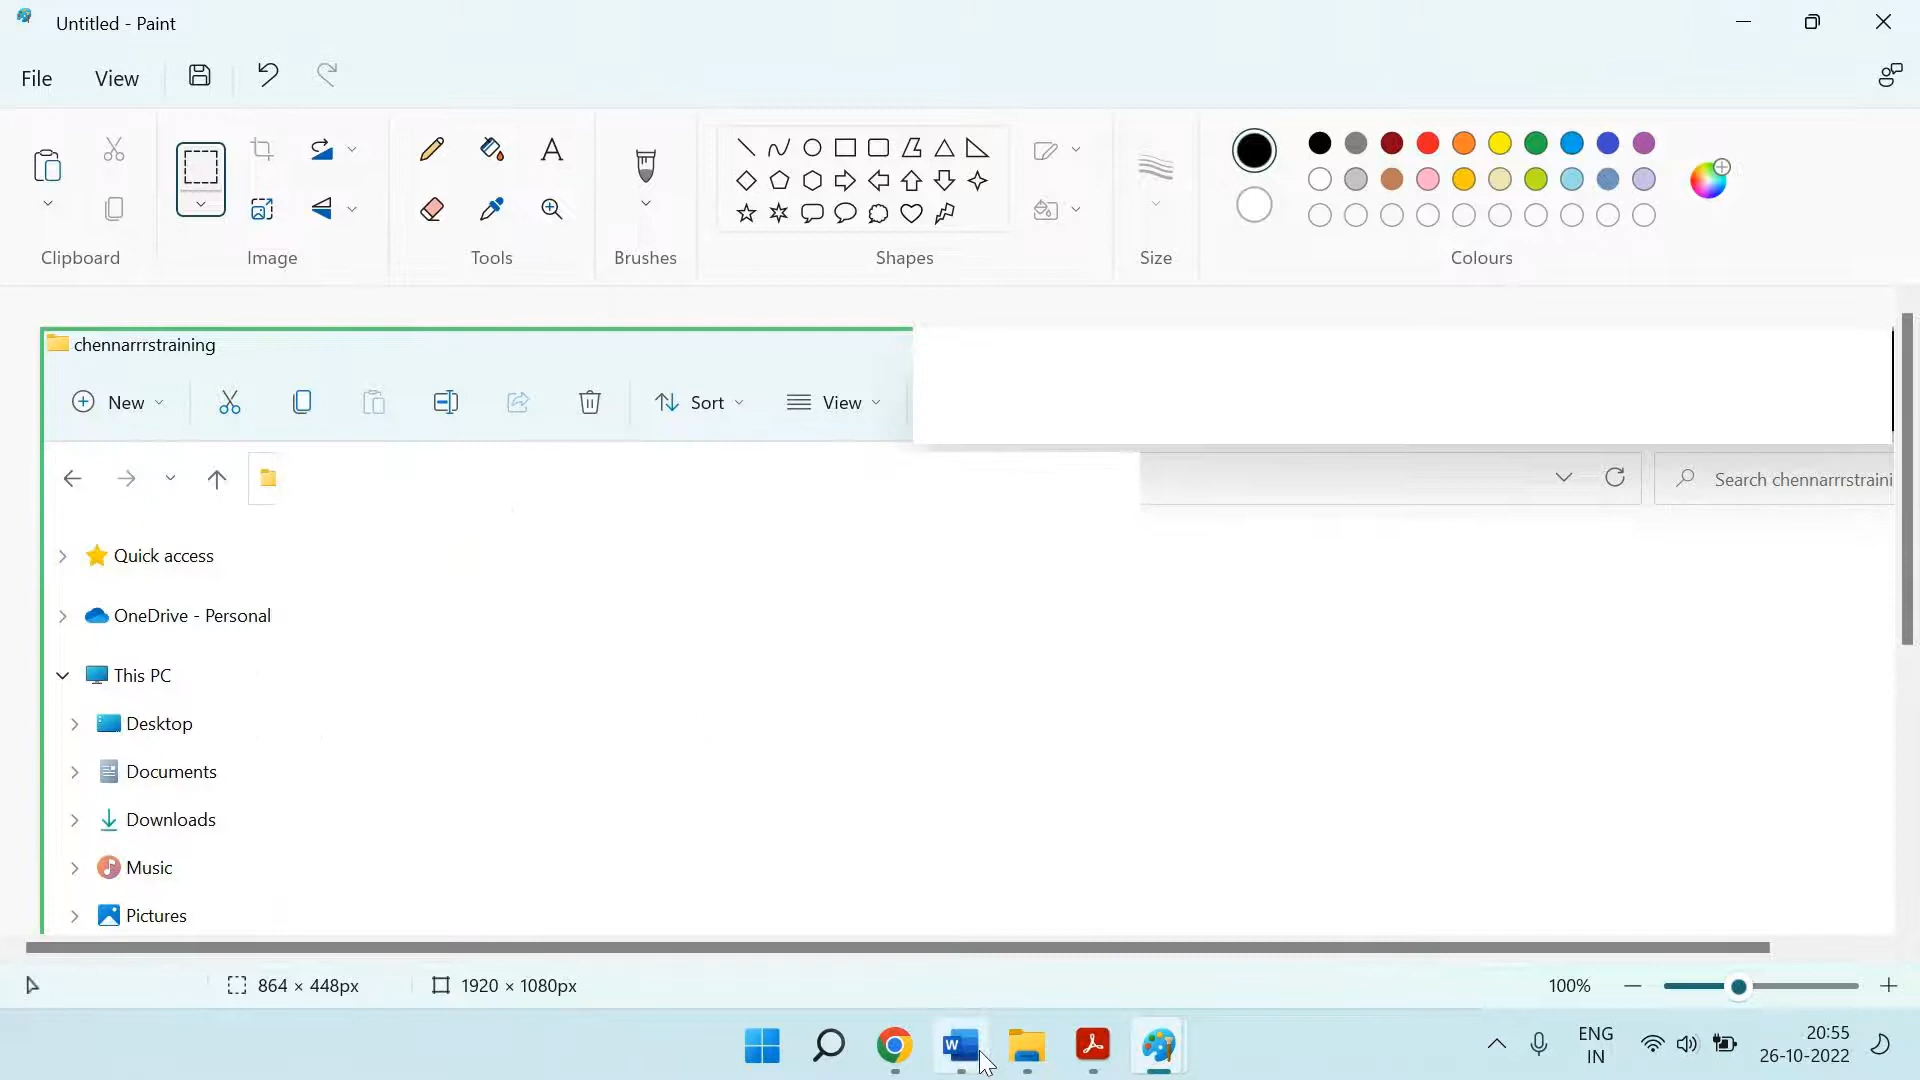 Untitled - Paint
File View
Clipboard
Image
Tools
Brushes
Shapes
Size
Colours
chennarrrstraining
New
Sort
View
Search chennarrrstraini
Quick access
OneDrive - Personal
This PC
Desktop
Documents
Downloads
Music
Pictures
864 × 448px
1920 × 1080px
100%
ENG
IN
20:55
26-10-2022